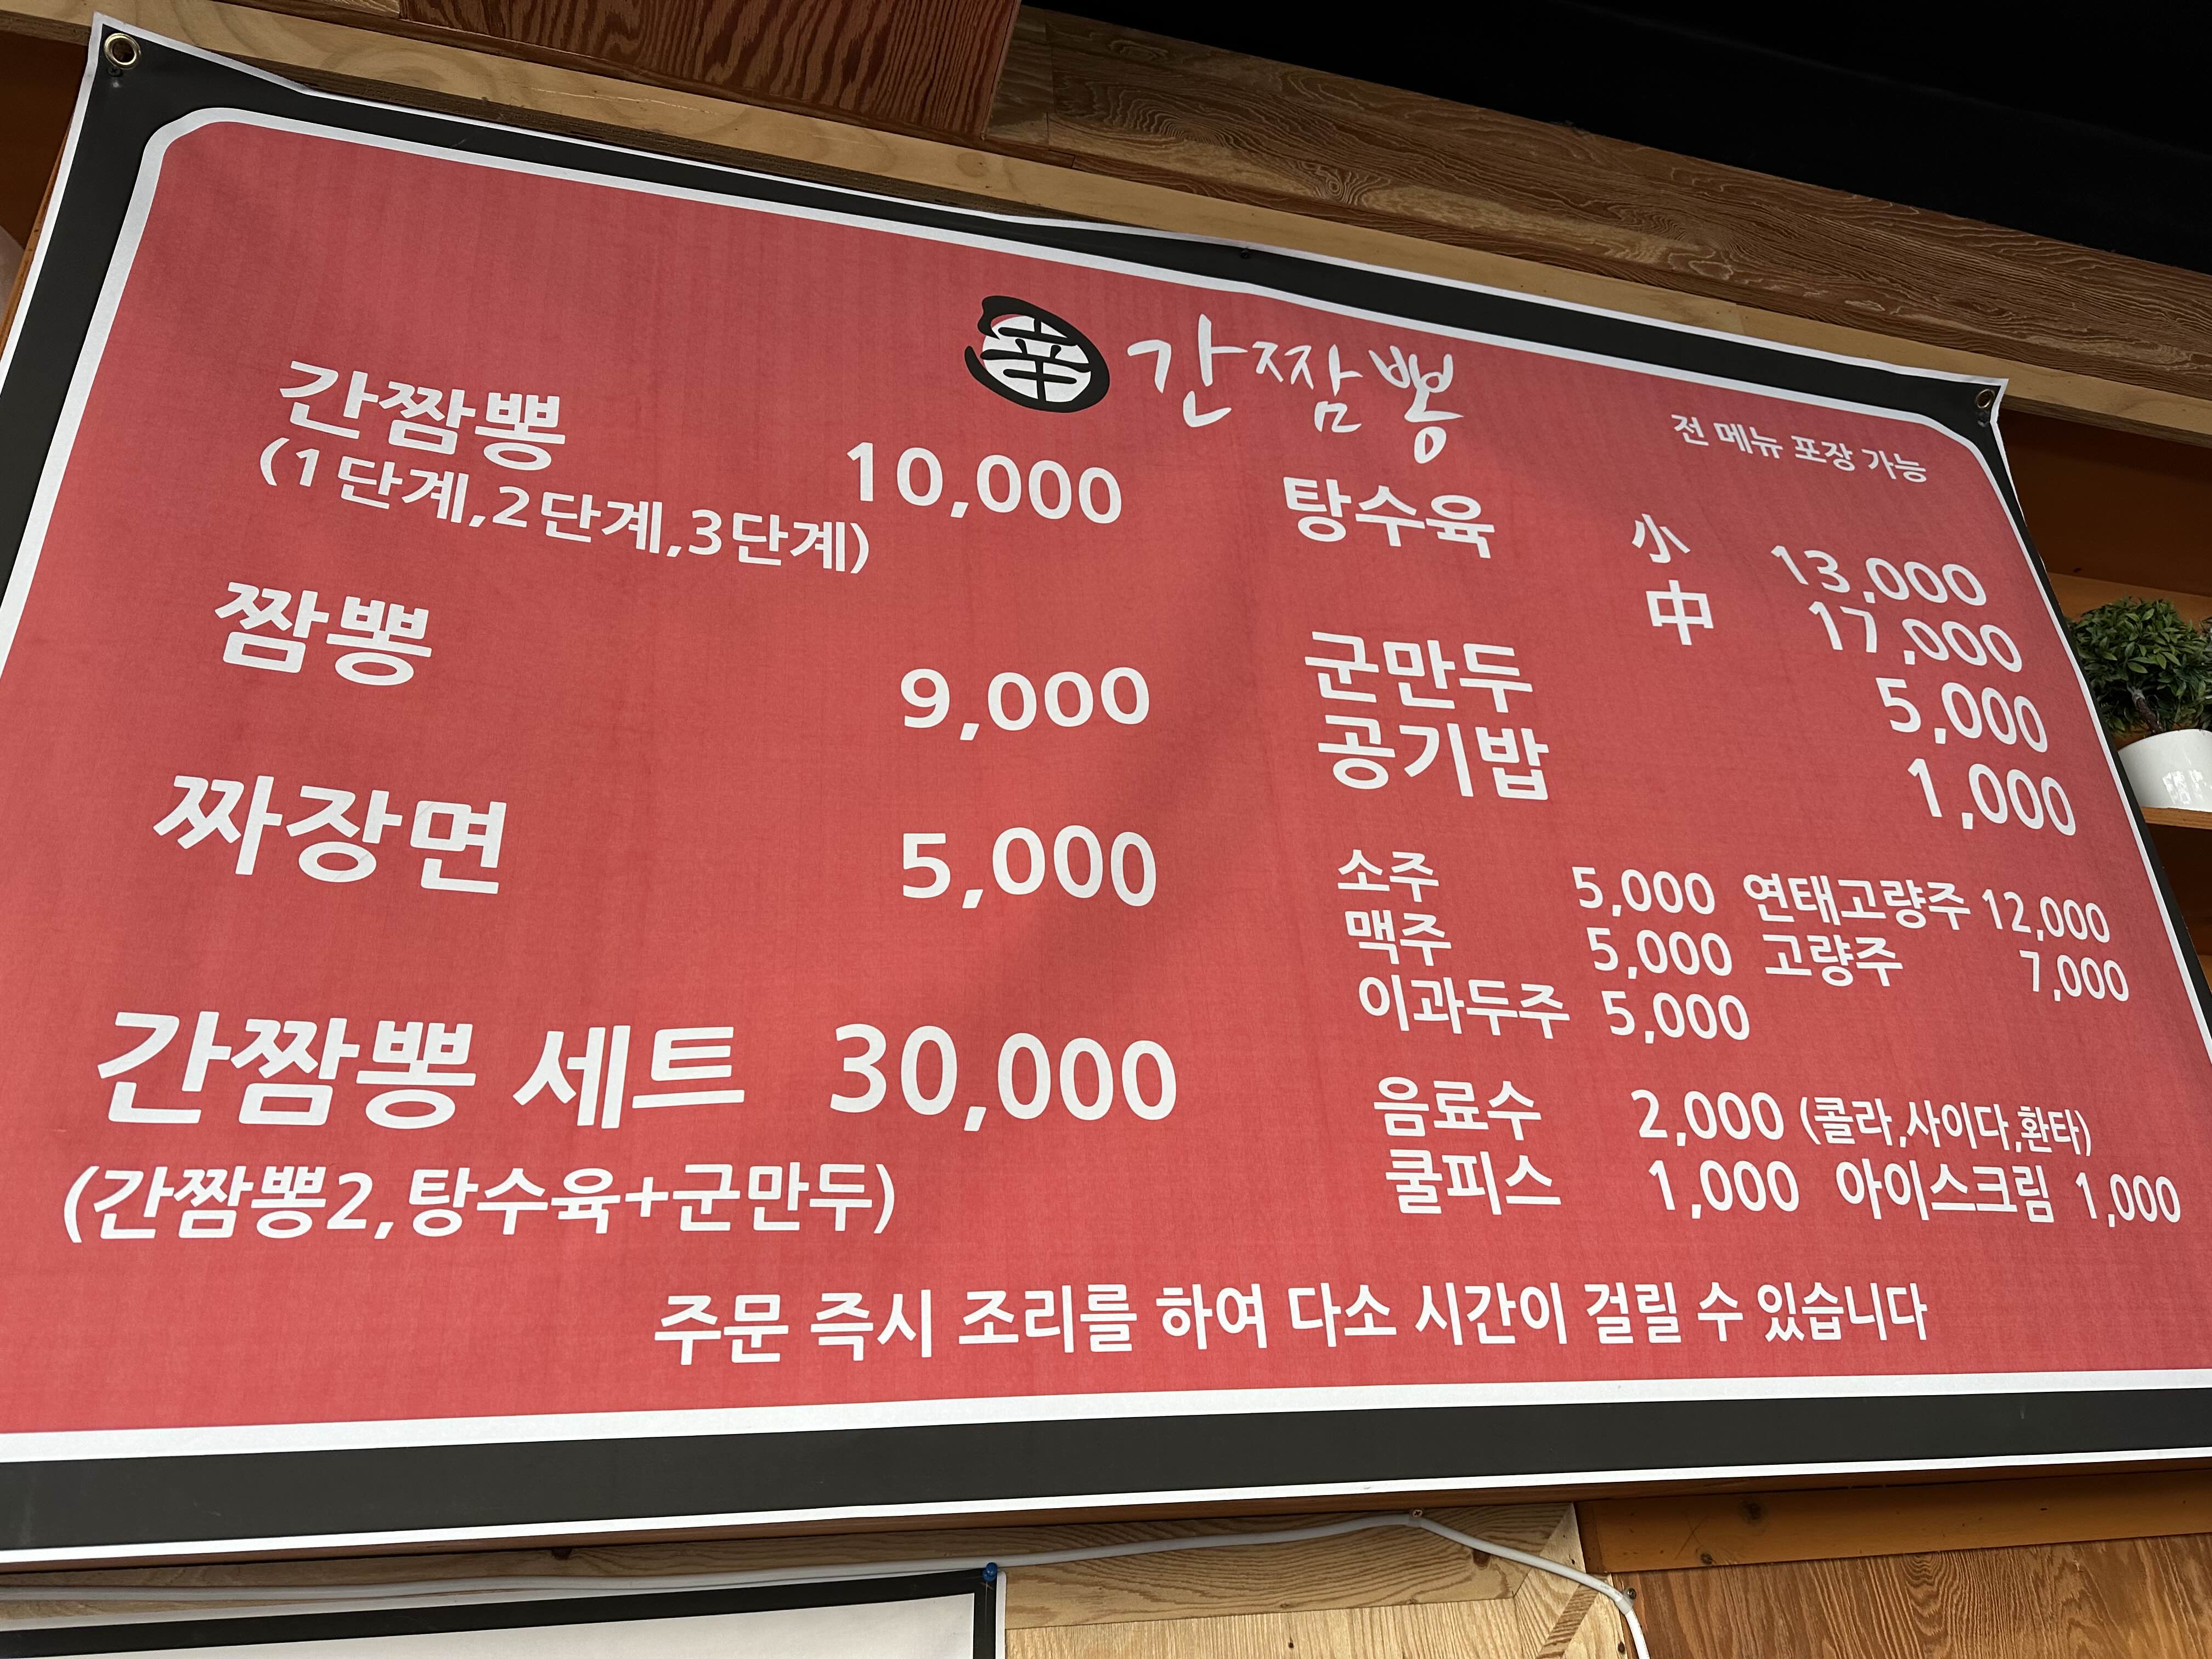 辛 간짬뽕
전 메뉴 포장 가능
간짬뽕 10,000
(1단계,2단계,3단계)
짬뽕 9,000
짜장면 5,000
간짬뽕 세트 30,000
(간짬뽕2,탕수육+군만두)
탕수육 小 13,000
中 17,000
군만두 5,000
공기밥 1,000
소주 5,000 연태고량주 12,000
맥주 5,000 고량주 7,000
이과두주 5,000
음료수 2,000 (콜라,사이다,환타)
쿨피스 1,000 아이스크림 1,000
주문 즉시 조리를 하여 다소 시간이 걸릴 수 있습니다